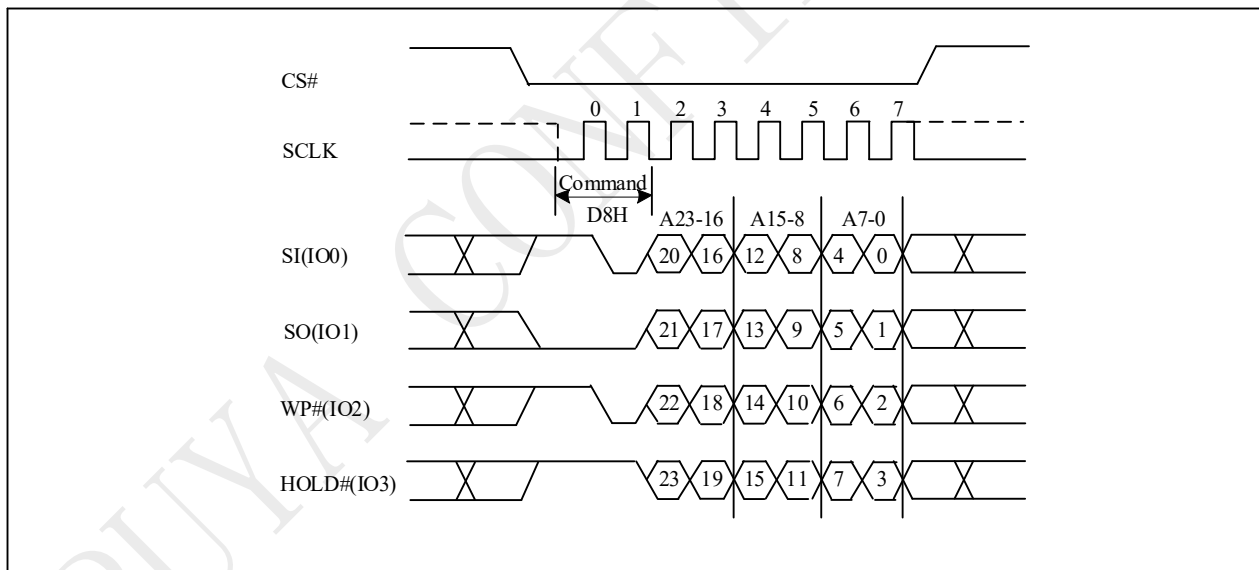 CS#
0 1 2 3 4 5 6 7
SCLK
Command
D8H A23-16 A15-8 A7-0
SI(IO0) 20 16 12 8 4 0
SO(IO1) 21 17 13 9 5 1
WP#(IO2) 22 18 14 10 6 2
HOLD#(IO3) 23 19 15 11 7 3